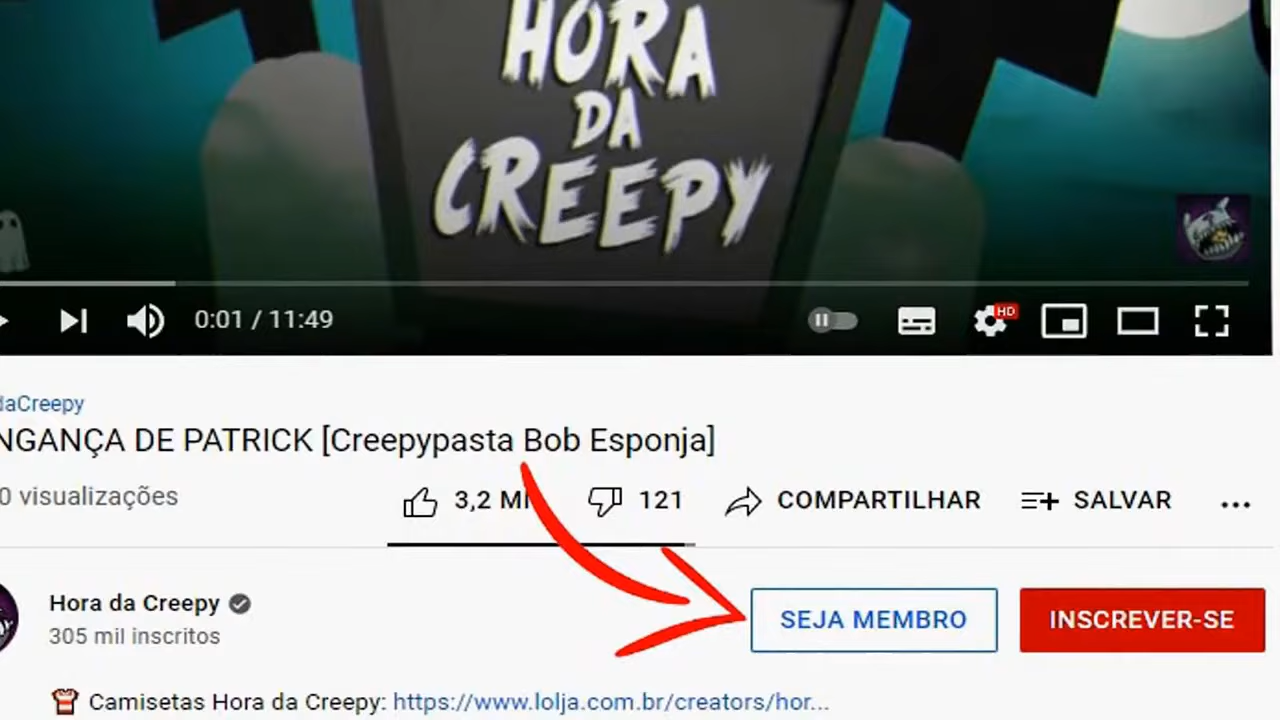 HORA
DA
CREEPY
0:01 / 11:49
HD
daCreepy
NGANÇA DE PATRICK [Creepypasta Bob Esponja]
0 visualizações
3,2 MI
121
COMPARTILHAR
SALVAR
...
Hora da Creepy
305 mil inscritos
SEJA MEMBRO
INSCREVER-SE
Camisetas Hora da Creepy: https://www.lolja.com.br/creators/hor...